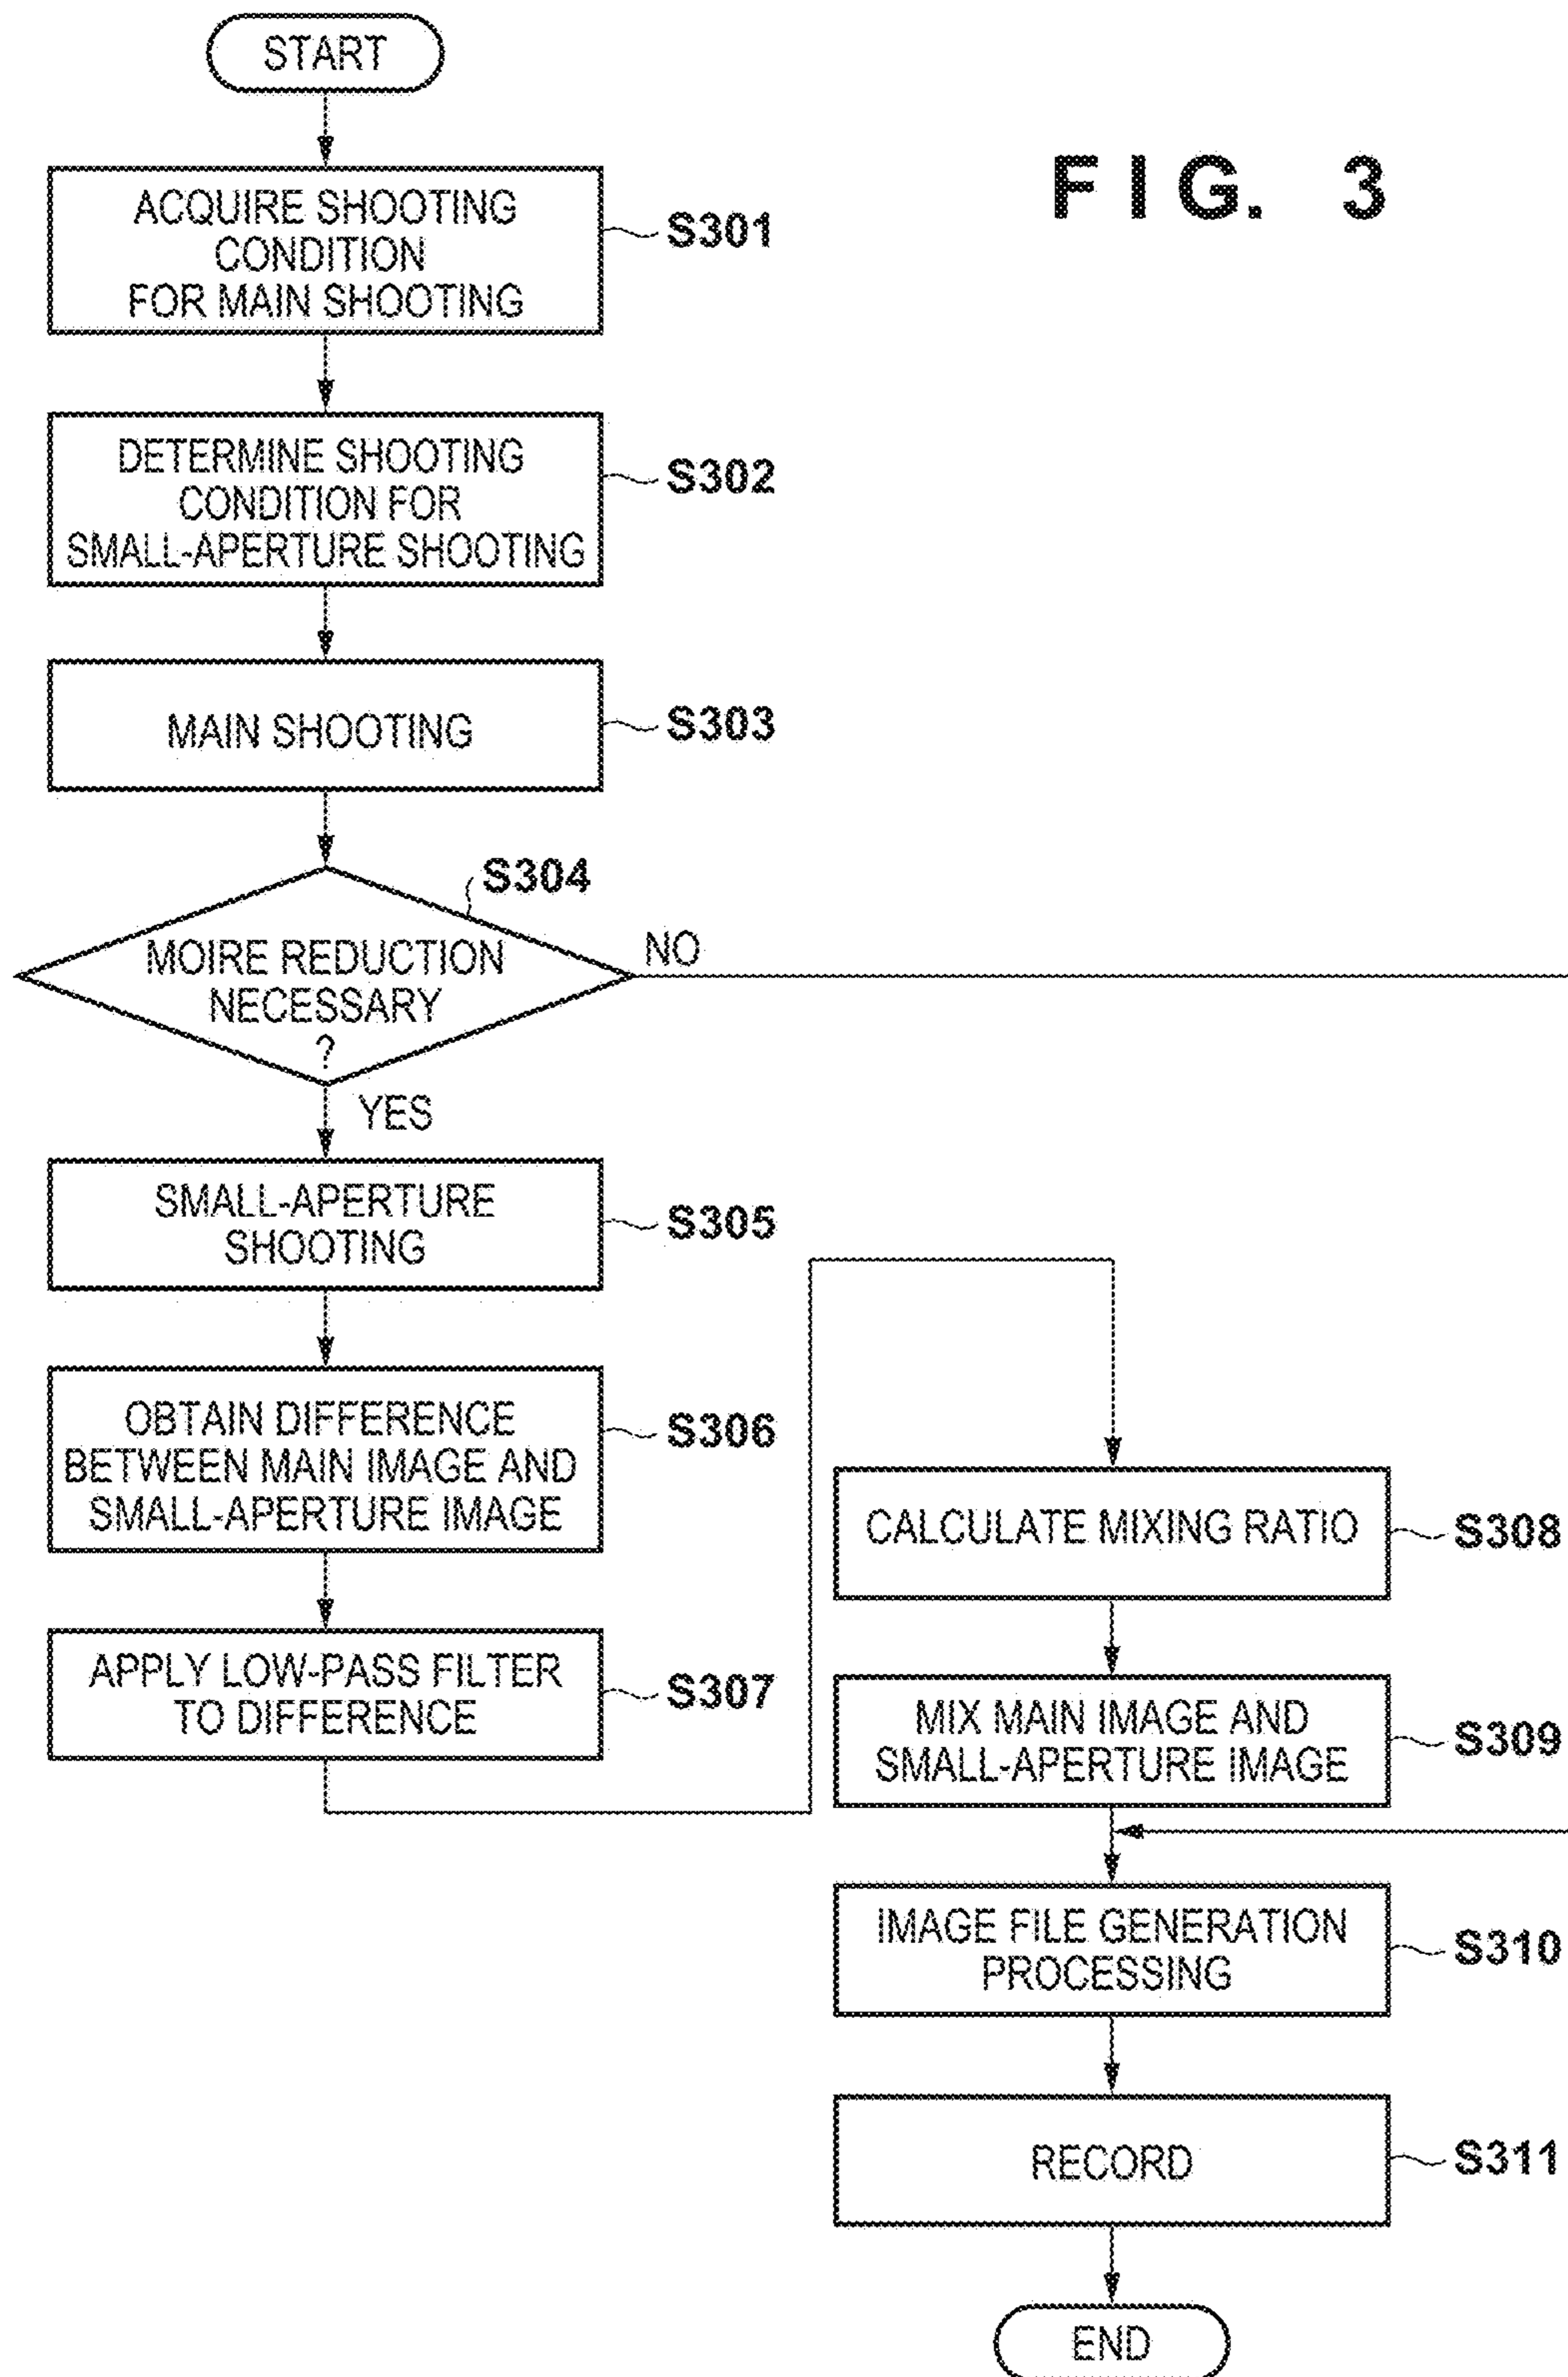 START
FIG. 3
ACQUIRE SHOOTING
CONDITION
FOR MAIN SHOOTING
S301
DETERMINE SHOOTING
CONDITION FOR
SMALL-APERTURE SHOOTING
S302
MAIN SHOOTING
S303
S304
MOIRE REDUCTION
NECESSARY
?
NO
YES
SMALL-APERTURE
SHOOTING
S305
OBTAIN DIFFERENCE
BETWEEN MAIN IMAGE AND
SMALL-APERTURE IMAGE
S306
APPLY LOW-PASS FILTER
TO DIFFERENCE
S307
CALCULATE MIXING RATIO
S308
MIX MAIN IMAGE AND
SMALL-APERTURE IMAGE
S309
IMAGE FILE GENERATION
PROCESSING
S310
RECORD
S311
END